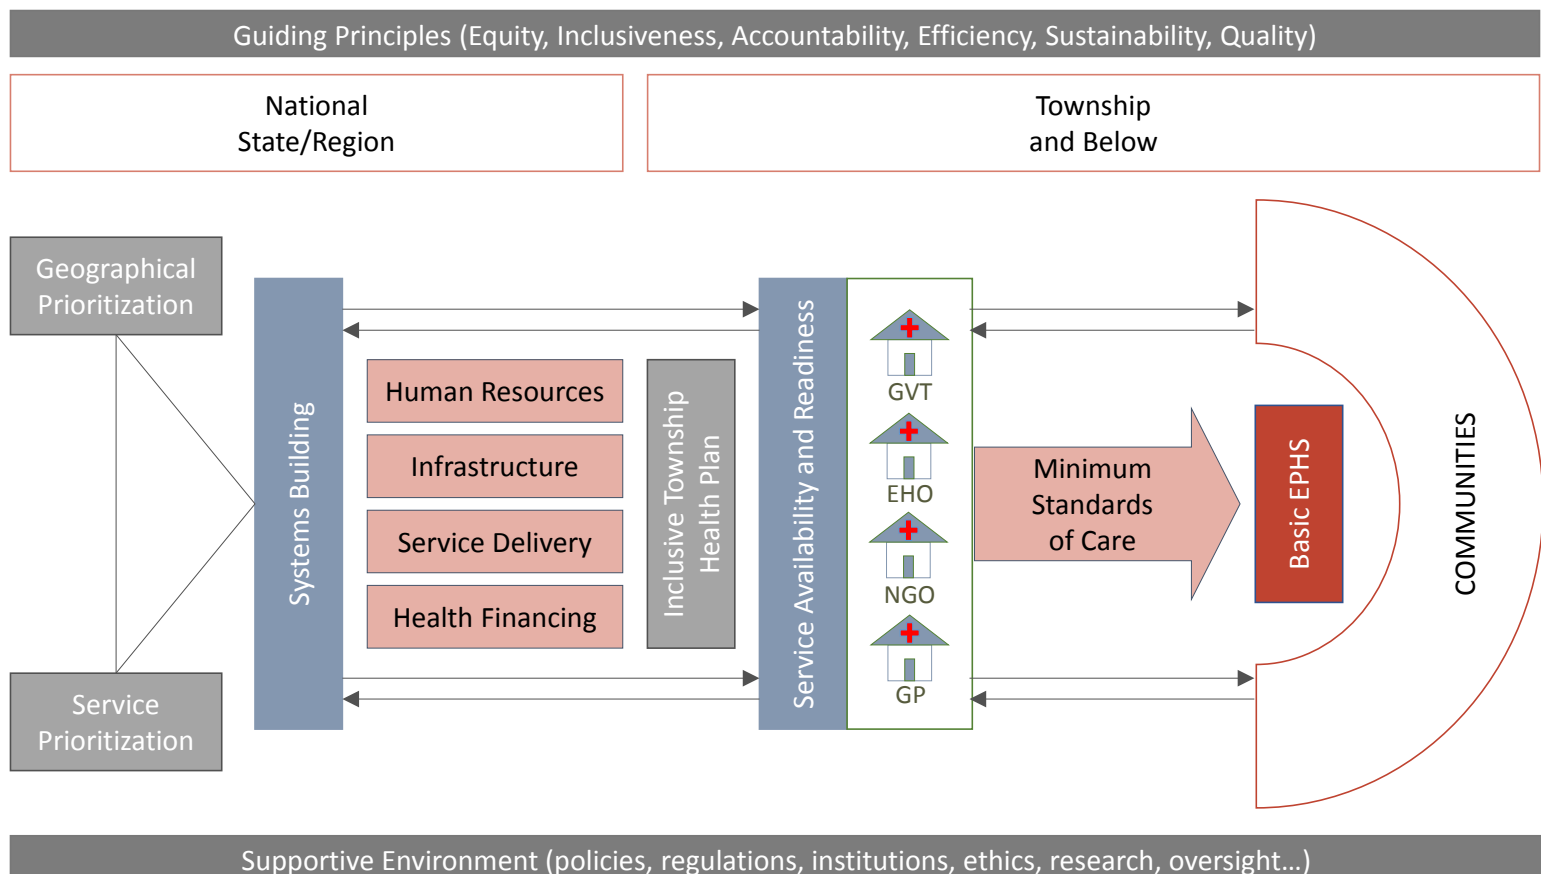 Guiding Principles (Equity, Inclusiveness, Accountability, Efficiency, Sustainability, Quality)
National
State/Region
Township
and Below
Geographical
Prioritization
Service
Prioritization
Systems Building
Human Resources
Infrastructure
Service Delivery
Health Financing
Inclusive Township
Health Plan
Service Availability and Readiness
GVT
EHO
NGO
GP
Minimum
Standards
of Care
Basic EPHS
COMMUNITIES
Supportive Environment (policies, regulations, institutions, ethics, research, oversight...)